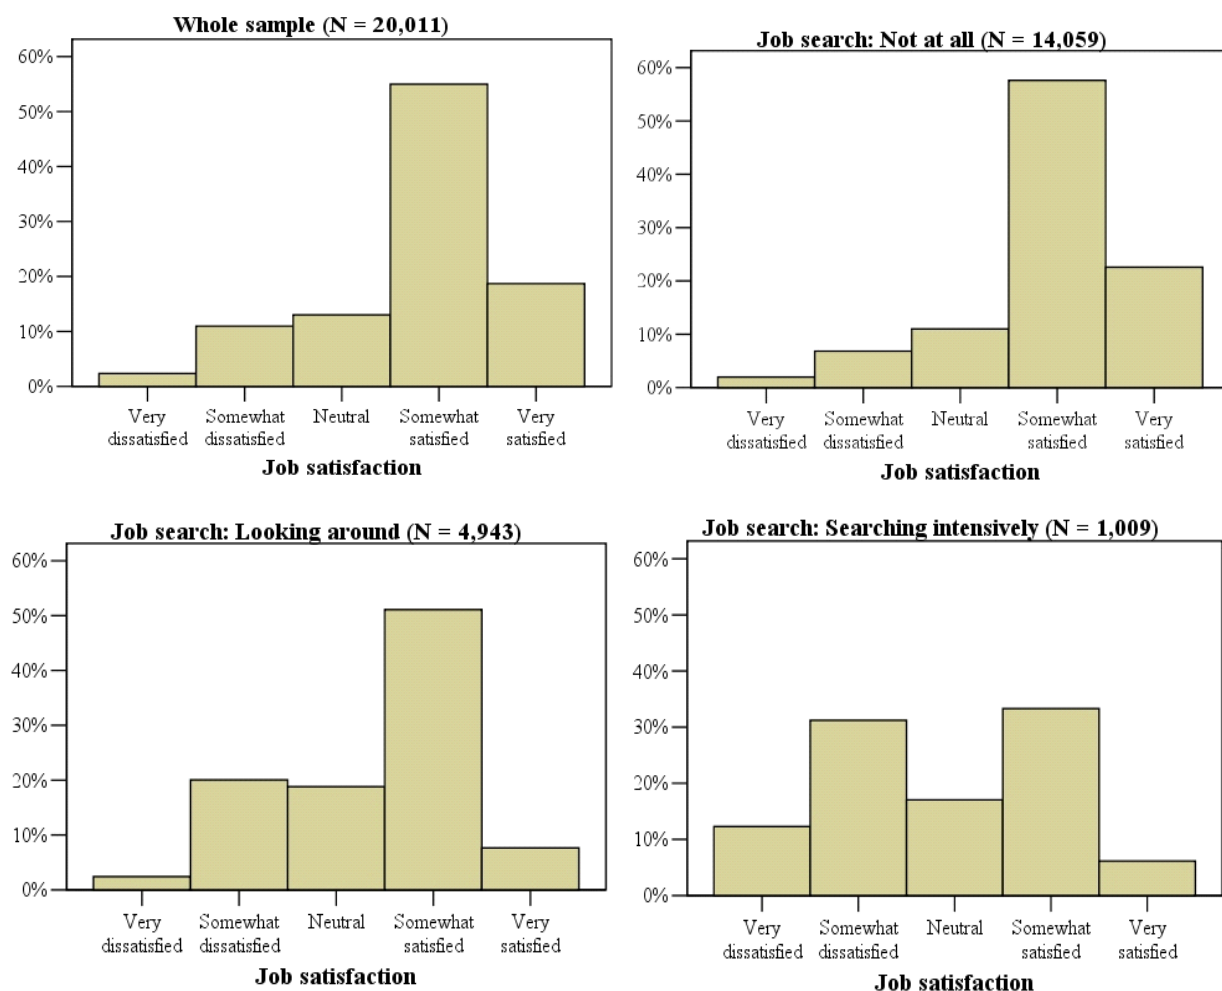 Whole sample (N = 20,011)
60%
50%
40%
30%
20%
10%
0%
Very dissatisfied
Somewhat dissatisfied
Neutral
Somewhat satisfied
Very satisfied
Job satisfaction
Job search: Not at all (N = 14,059)
60%
50%
40%
30%
20%
10%
0%
Very dissatisfied
Somewhat dissatisfied
Neutral
Somewhat satisfied
Very satisfied
Job satisfaction
Job search: Looking around (N = 4,943)
60%
50%
40%
30%
20%
10%
0%
Very dissatisfied
Somewhat dissatisfied
Neutral
Somewhat satisfied
Very satisfied
Job satisfaction
Job search: Searching intensively (N = 1,009)
60%
50%
40%
30%
20%
10%
0%
Very dissatisfied
Somewhat dissatisfied
Neutral
Somewhat satisfied
Very satisfied
Job satisfaction